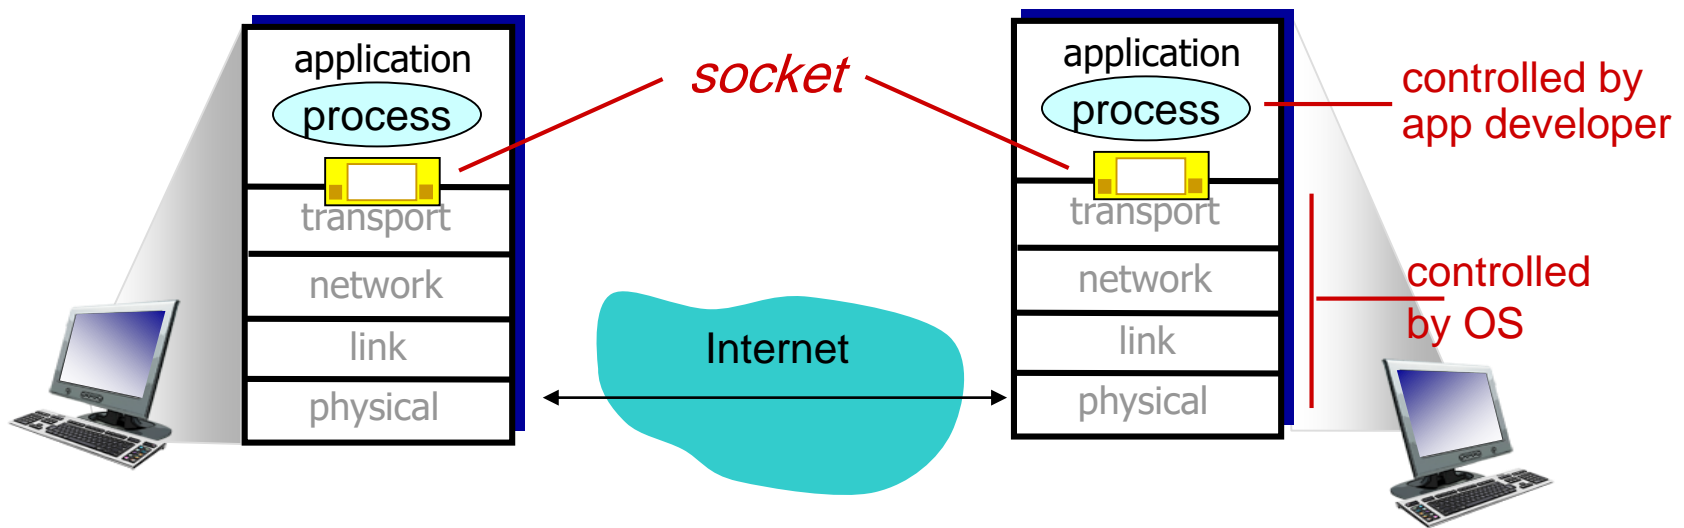 application
process
transport
network
link
physical
socket
Internet
application
process
transport
network
link
physical
controlled by
app developer
controlled
by OS